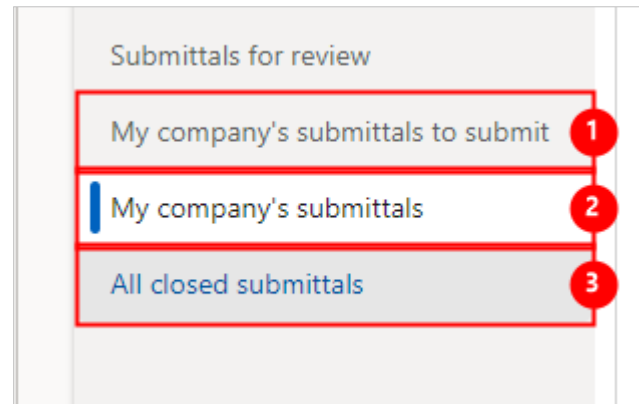 Submittals for review
My company's submittals to submit 1
My company's submittals 2
All closed submittals 3